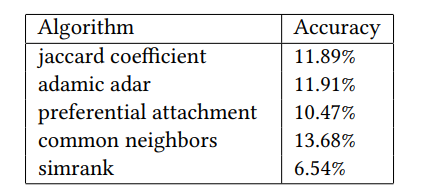 Algorithm Accuracy
jaccard coefficient 11.89%
adamic adar 11.91%
preferential attachment 10.47%
common neighbors 13.68%
simrank 6.54%